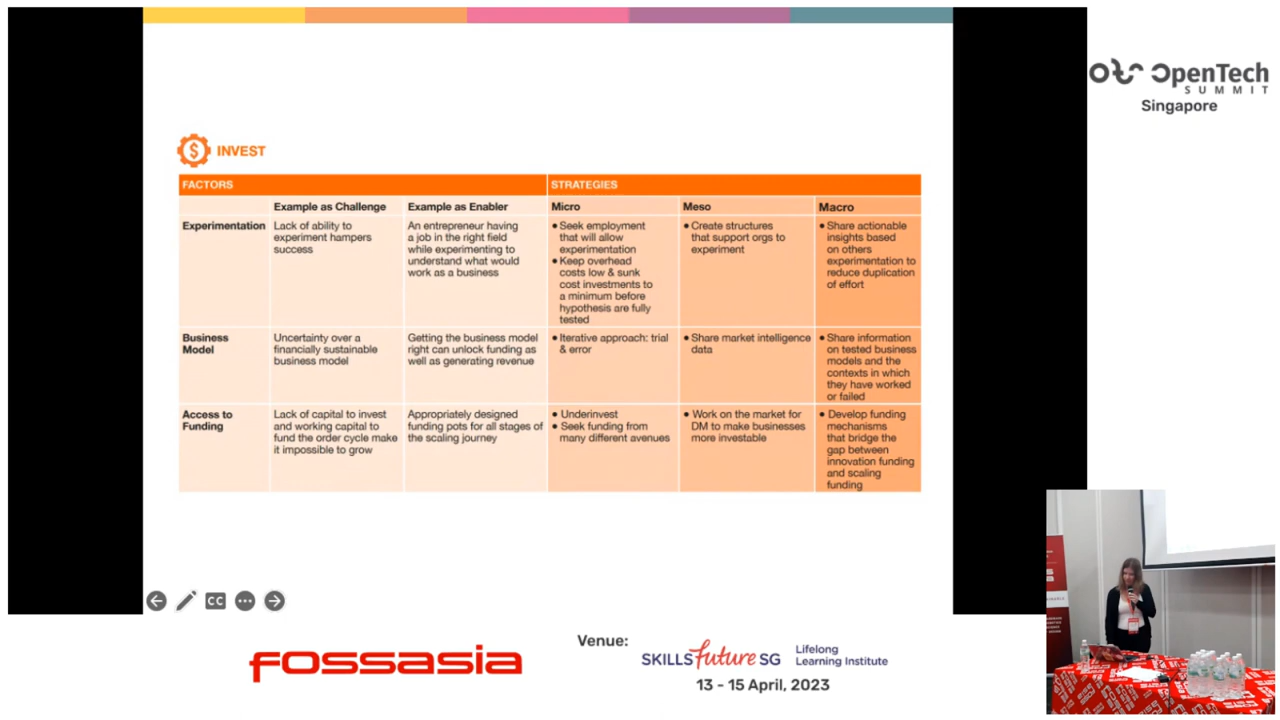 OpenTech
SUMMIT
Singapore
INVEST
FACTORS
STRATEGIES
Example as Challenge
Example as Enabler
Micro
Meso
Macro
Experimentation
Lack of ability to
experiment hampers
success
An entrepreneur having
a job in the right field
while experimenting to
understand what would
work as a business
• Seek employment
that will allow
experimentation
• Keep overhead
costs low & sunk
cost investments to
a minimum before
hypothesis are fully
tested
• Create structures
that support orgs to
experiment
• Share actionable
insights based
on others
experimentation to
reduce duplication
of effort
Business
Model
Uncertainty over a
financially sustainable
business model
Getting the business model
right can unlock funding as
well as generating revenue
• Iterative approach: trial
& error
• Share market intelligence
data
• Share information
on tested business
models and the
contexts in which
they have worked
or failed
Access to
Funding
Lack of capital to invest
and working capital to
fund the order cycle make
it impossible to grow
Appropriately designed
funding pots for all stages of
the scaling journey
• Underinvest
• Seek funding from
many different avenues
• Work on the market for
DM to make businesses
more investable
• Develop funding
mechanisms
that bridge the
gap between
innovation funding
and scaling
funding
CC
fossasia
Venue:
SKILLS future SG
Lifelong
Learning Institute
13 - 15 April, 2023